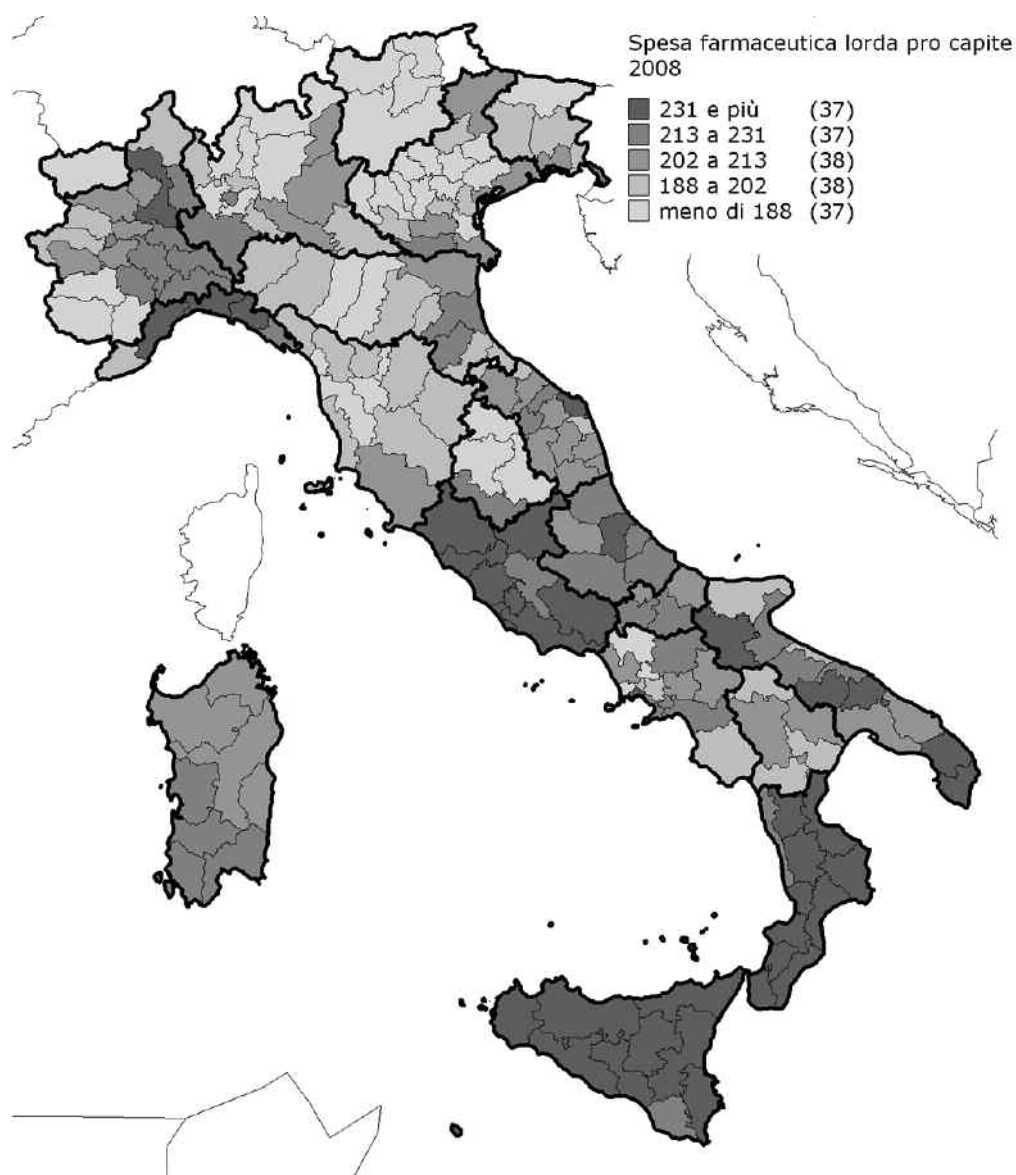 Spesa farmaceutica lorda pro capite
2008
231 e più (37)
213 a 231 (37)
202 a 213 (38)
188 a 202 (38)
meno di 188 (37)